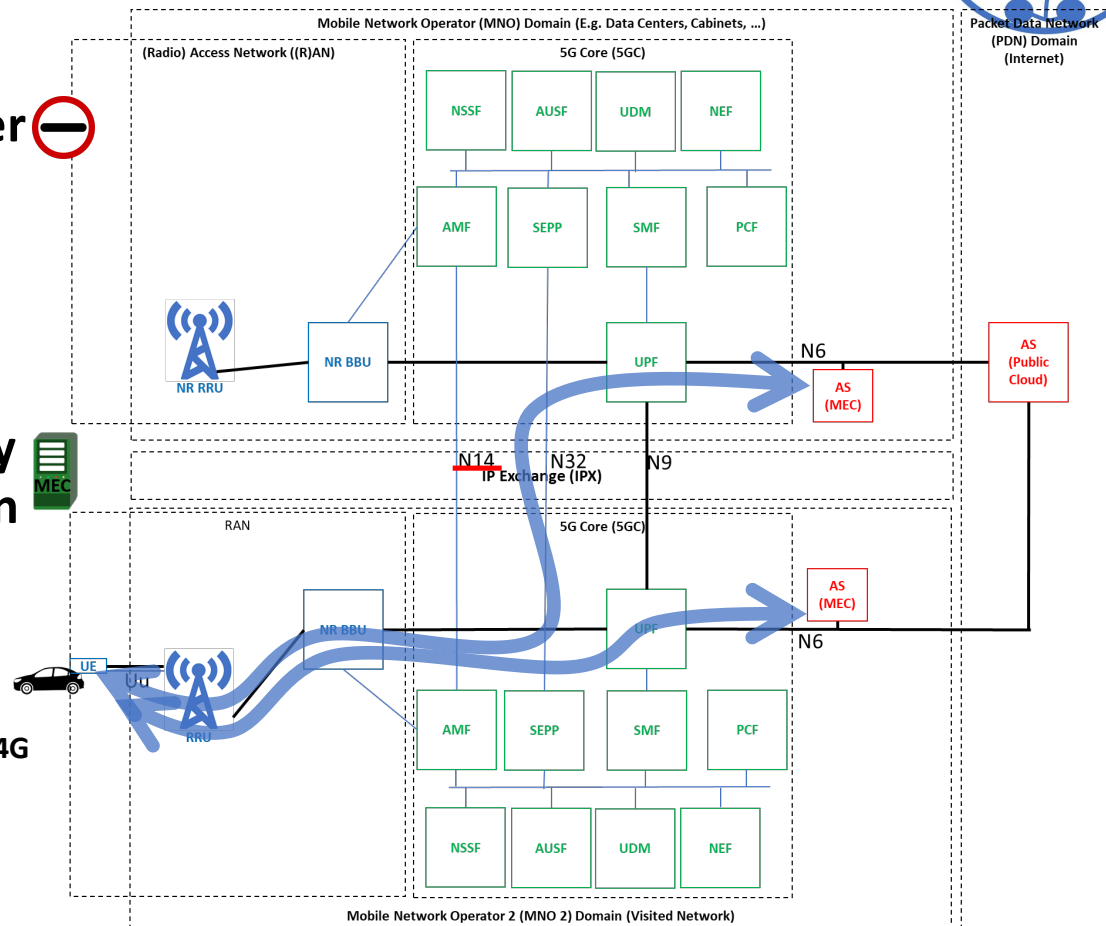 Mobile Network Operator (MNO) Domain (E.g. Data Centers, Cabinets, …)
Packet Data Network
(PDN) Domain
(Internet)
(Radio) Access Network ((R)AN)
5G Core (5GC)
er
NSSF
AUSF
UDM
NEF
AMF
SEPP
SMF
PCF
NR RRU
NR BBU
UPF
N6
AS
(MEC)
AS
(Public
Cloud)
y
n
MEC
N14
N32
N9
IP Exchange (IPX)
RAN
5G Core (5GC)
NR BBU
UPF
AS
(MEC)
N6
UE
Uu
RRU
4G
AMF
SEPP
SMF
PCF
NSSF
AUSF
UDM
NEF
Mobile Network Operator 2 (MNO 2) Domain (Visited Network)